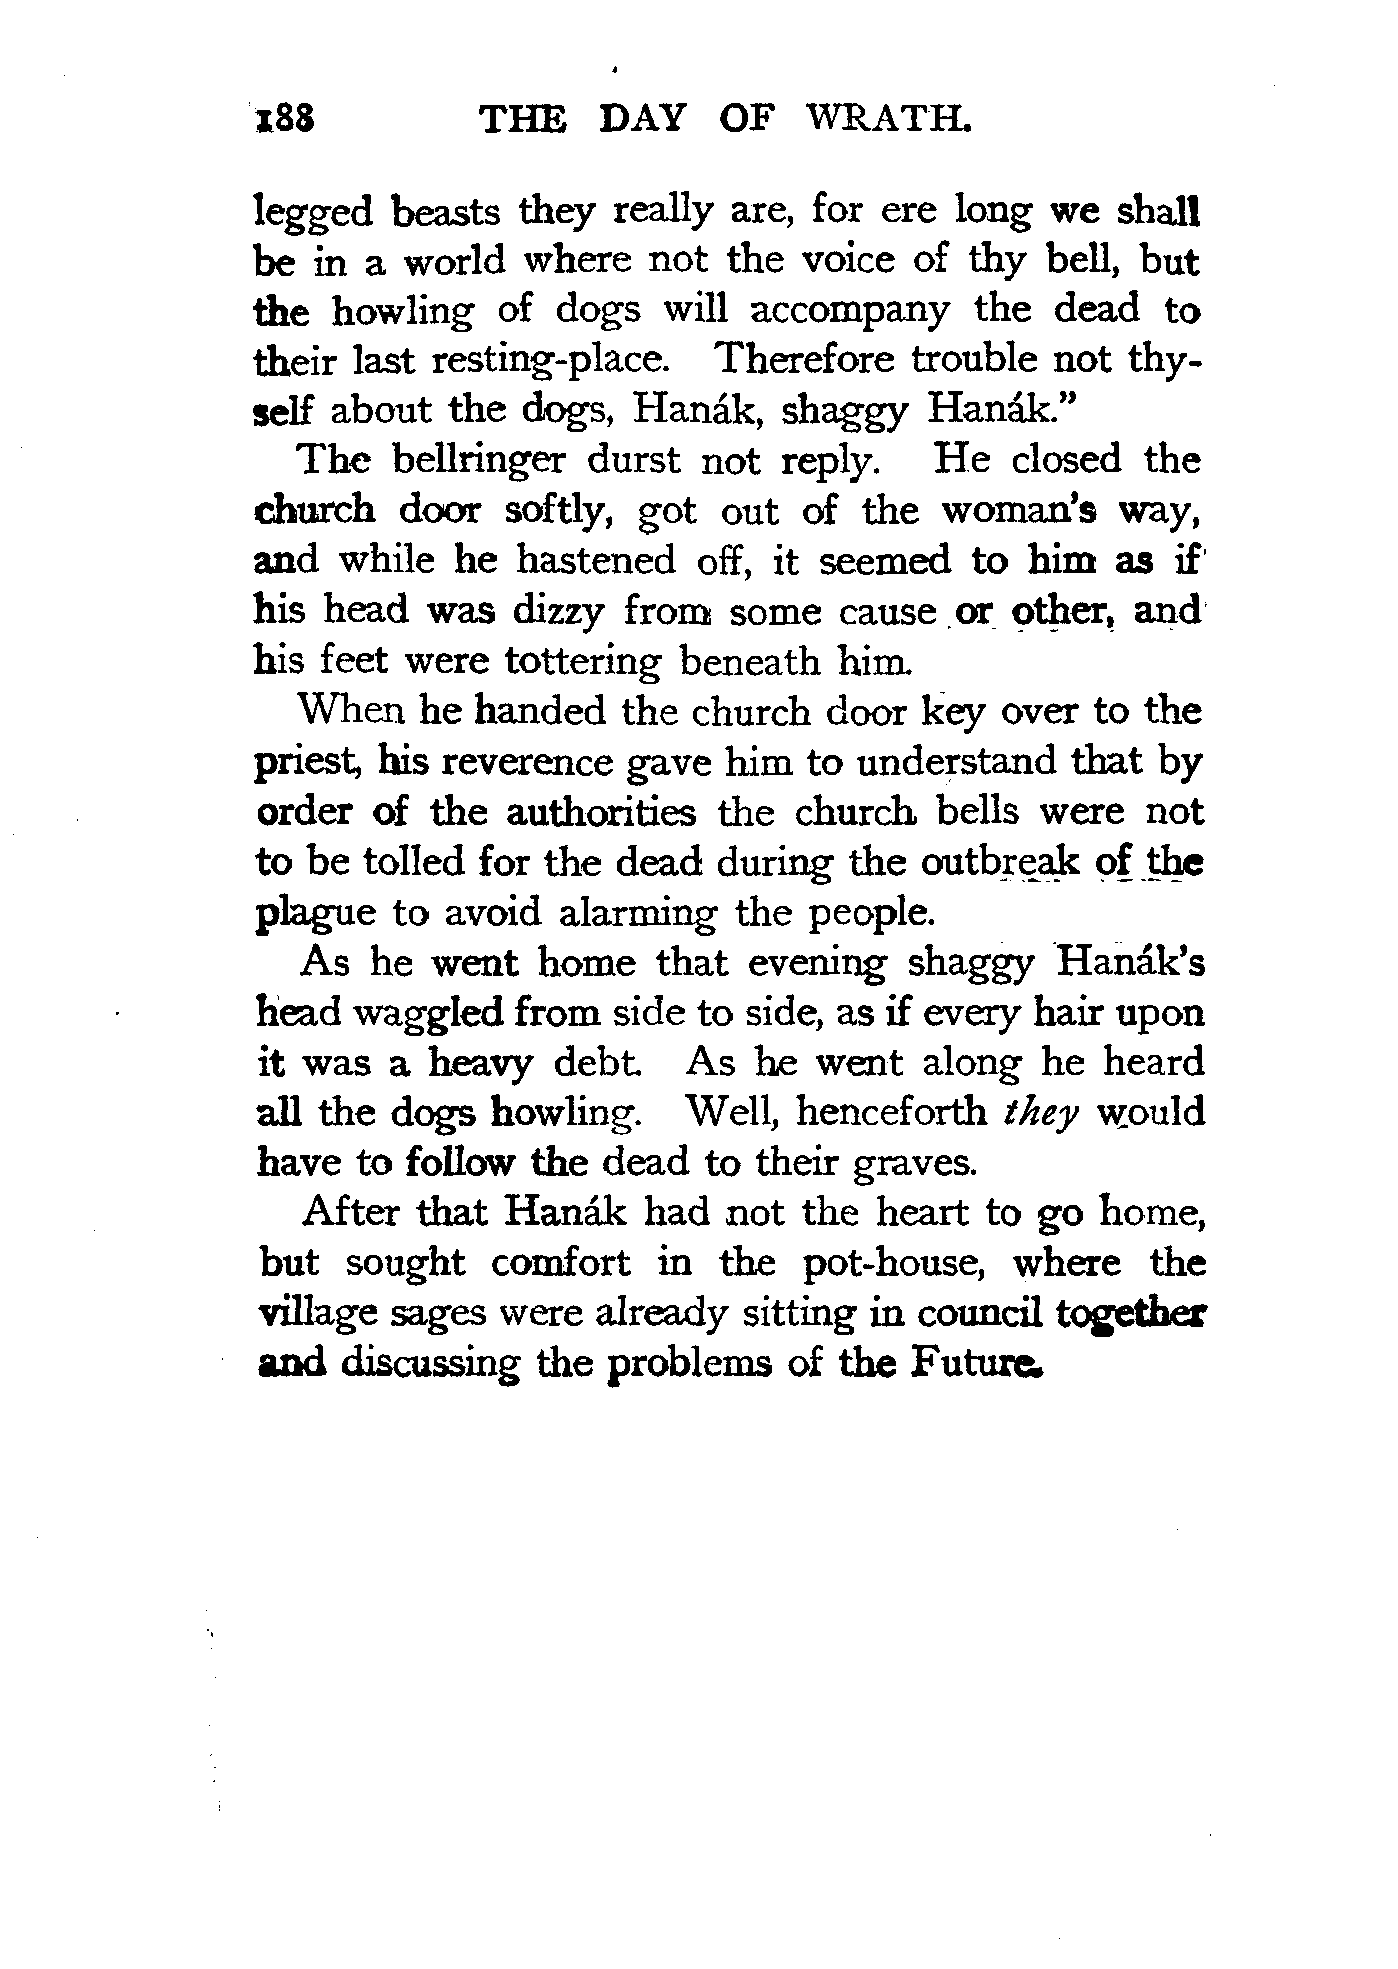 188 THE DAY OF WRATH.
legged beasts they really are, for ere long we shall
be in a world where not the voice of thy bell, but
the howling of dogs will accompany the dead to
their last resting-place. Therefore trouble not thy-
self about the dogs, Hanák, shaggy Hanák.”
The bellringer durst not reply. He closed the
church door softly, got out of the woman's way,
and while he hastened off, it seemed to him as if
his head was dizzy from some cause or other, and
his feet were tottering beneath him.
When he handed the church door key over to the
priest, his reverence gave him to understand that by
order of the authorities the church bells were not
to be tolled for the dead during the outbreak of the
plague to avoid alarming the people.
As he went home that evening shaggy Hanák's
head waggled from side to side, as if every hair upon
it was a heavy debt. As he went along he heard
all the dogs howling. Well, henceforth they would
have to follow the dead to their graves.
After that Hanák had not the heart to go home,
but sought comfort in the pot-house, where the
village sages were already sitting in council together
and discussing the problems of the Future.